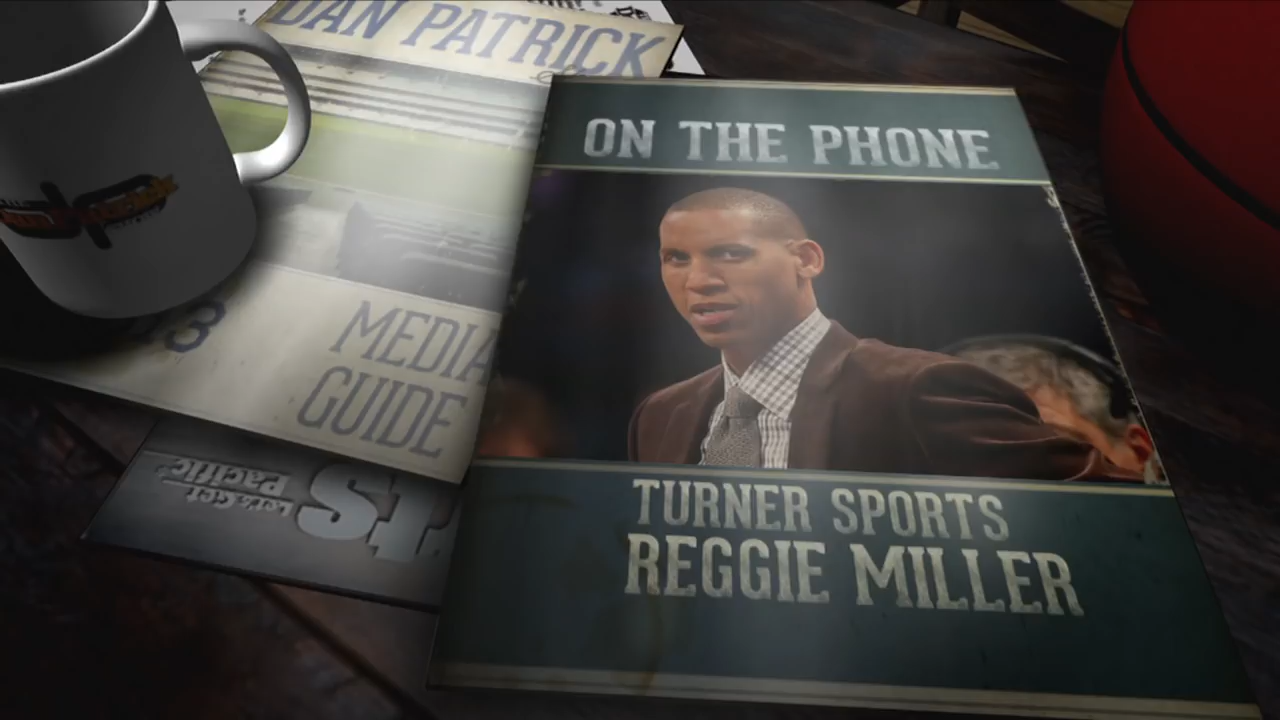 DAN PATRICK
ON THE PHONE
MEDIA
GUIDE
TURNER SPORTS
REGGIE MILLER